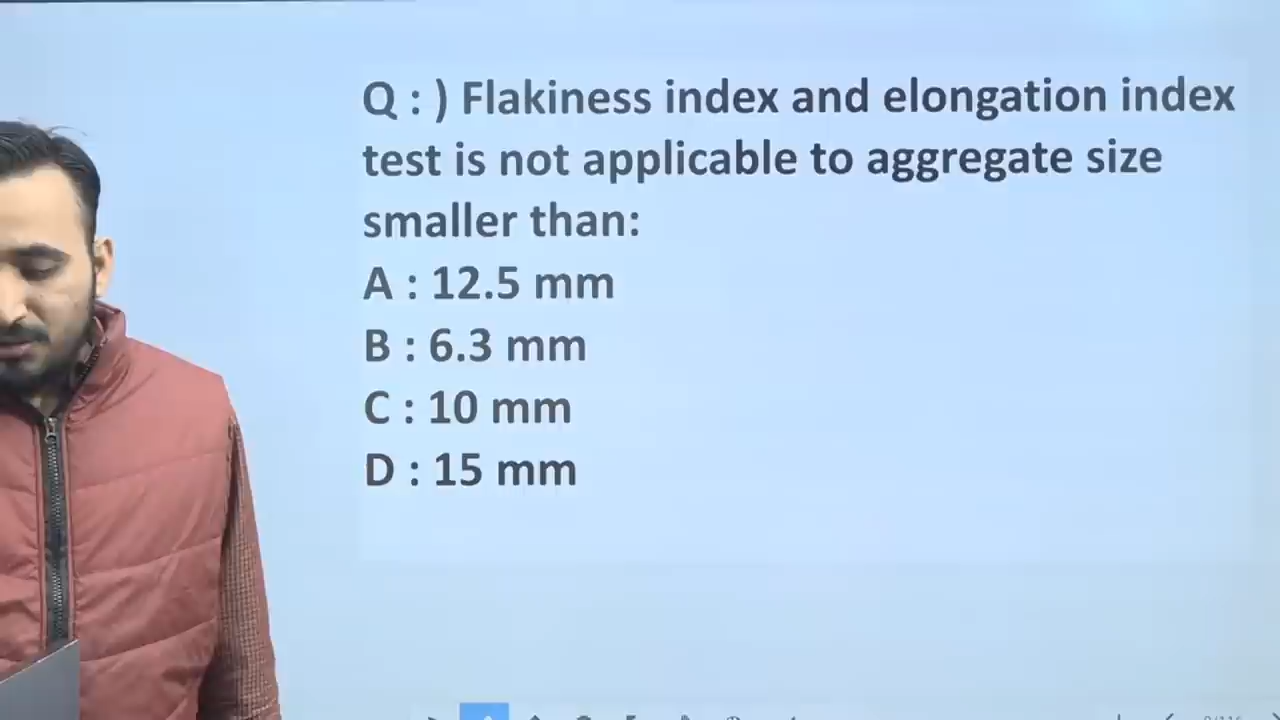 Q : ) Flakiness index and elongation index
test is not applicable to aggregate size
smaller than:
A : 12.5 mm
B : 6.3 mm
C : 10 mm
D : 15 mm